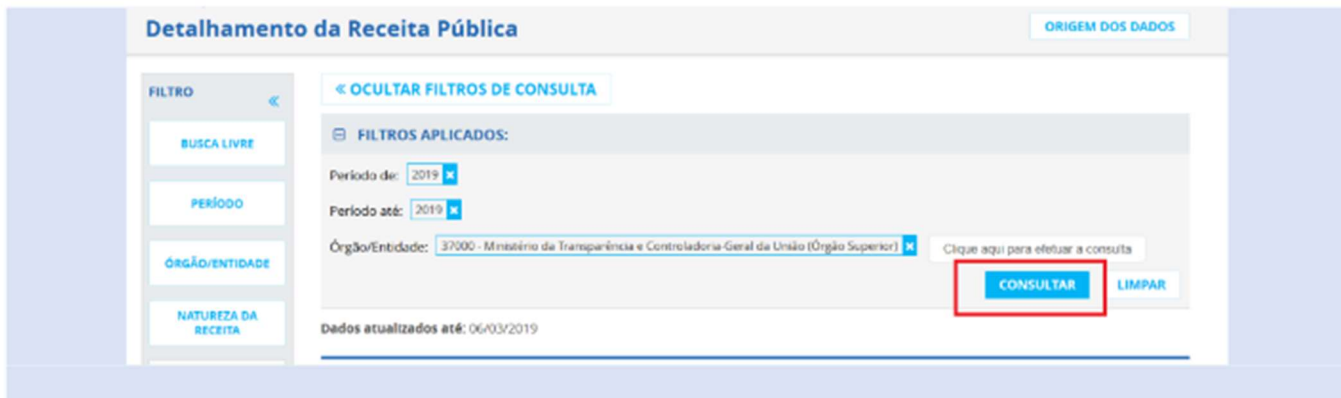 Detalhamento da Receita Pública
ORIGEM DOS DADOS
FILTRO
«
BUSCA LIVRE
PERÍODO
ÓRGÃO/ENTIDADE
NATUREZA DA
RECEITA
« OCULTAR FILTROS DE CONSULTA
FILTROS APLICADOS:
Período de: 2019 ×
Período até: 2019 ×
Órgão/Entidade: 37000 - Ministério da Transparência e Controladoria-Geral da União (Órgão Superior) ×
Clique aqui para efetuar a consulta
CONSULTAR LIMPAR
Dados atualizados até: 06/03/2019